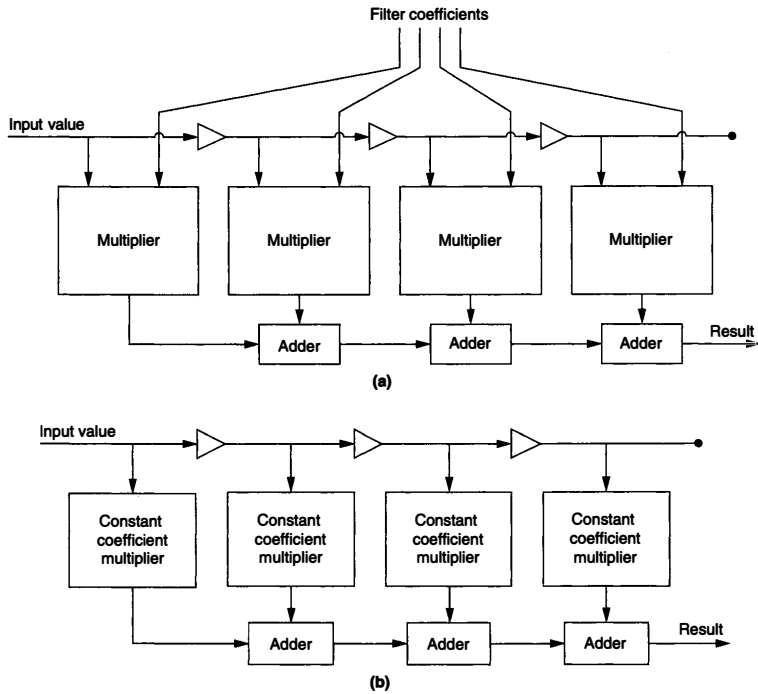 Filter coefficients
Input value
Multiplier Multiplier Multiplier Multiplier
Adder Adder Adder Result
(a)
Input value
Constant coefficient multiplier
Constant coefficient multiplier
Constant coefficient multiplier
Constant coefficient multiplier
Adder Adder Adder Result
(b)